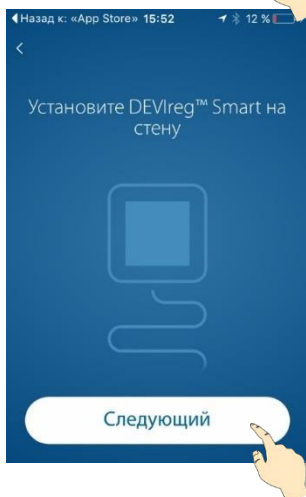 Назад к: «App Store» 15:52 12 %
Установите DEVIreg™ Smart на
стену
Следующий